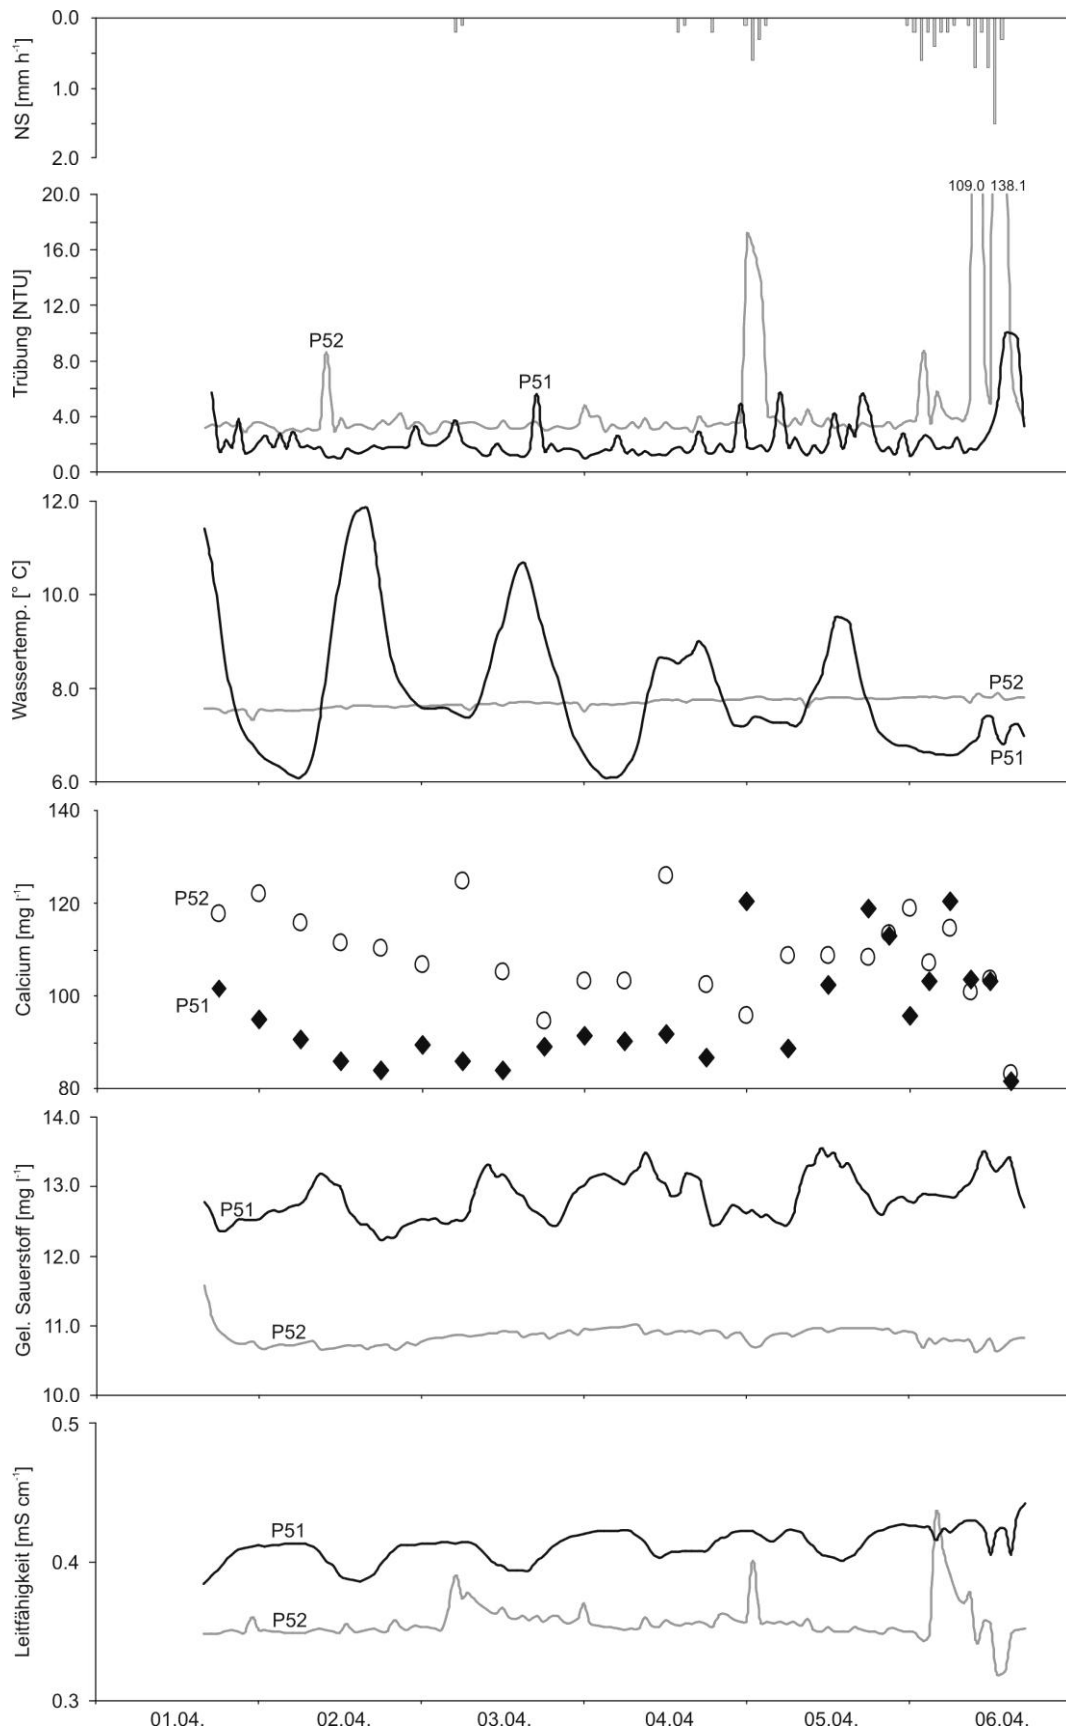 NS [mm h-1]
0.0
1.0
2.0
Trübung [NTU]
20.0
16.0
12.0
8.0
4.0
0.0
109.0 138.1
P52
P51
Wassertemp. [° C]
12.0
10.0
8.0
6.0
P52
P51
Calcium [mg l-1]
140
120
100
80
P52
P51
Gel. Sauerstoff [mg l-1]
14.0
13.0
12.0
11.0
10.0
P51
P52
Leitfähigkeit [mS cm-1]
0.5
0.4
0.3
P51
P52
01.04. 02.04. 03.04. 04.04 05.04. 06.04.